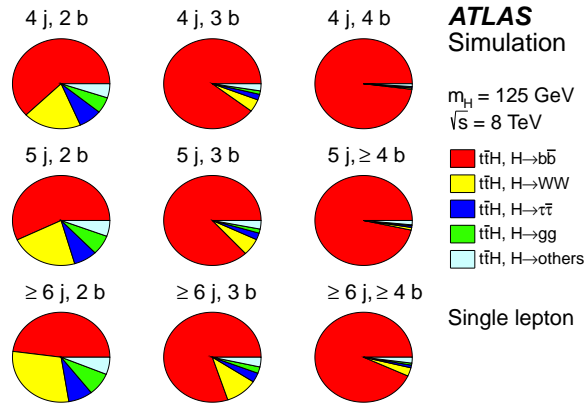 4 j, 2 b
4 j, 3 b
4 j, 4 b
ATLAS
Simulation
m_H = 125 GeV
√s = 8 TeV
5 j, 2 b
5 j, 3 b
5 j, ≥ 4 b
tt̄H, H→bb̄
tt̄H, H→WW
tt̄H, H→ττ̄
tt̄H, H→gg
tt̄H, H→others
≥ 6 j, 2 b
≥ 6 j, 3 b
≥ 6 j, ≥ 4 b
Single lepton